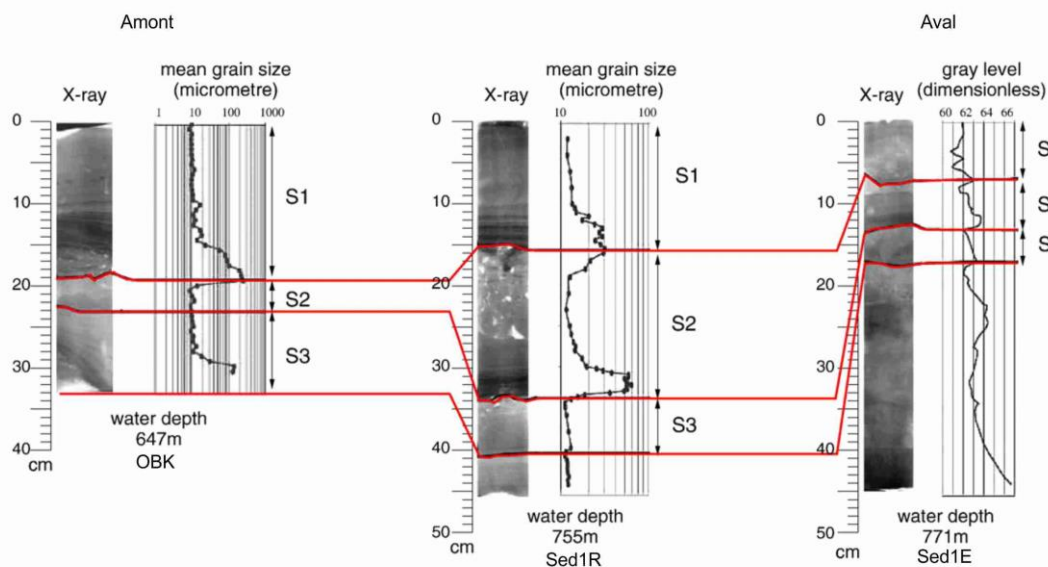 Amont
Aval
mean grain size
(micrometre)
X-ray
1 10 100 1000
0
10
20
30
40
cm
S1
S2
S3
water depth
647m
OBK
mean grain size
(micrometre)
X-ray
10 100
0
10
20
30
40
50
cm
S1
S2
S3
water depth
755m
Sed1R
gray level
(dimensionless)
X-ray
60 62 64 66
0
10
20
30
40
50
cm
S
S
S
water depth
771m
Sed1E